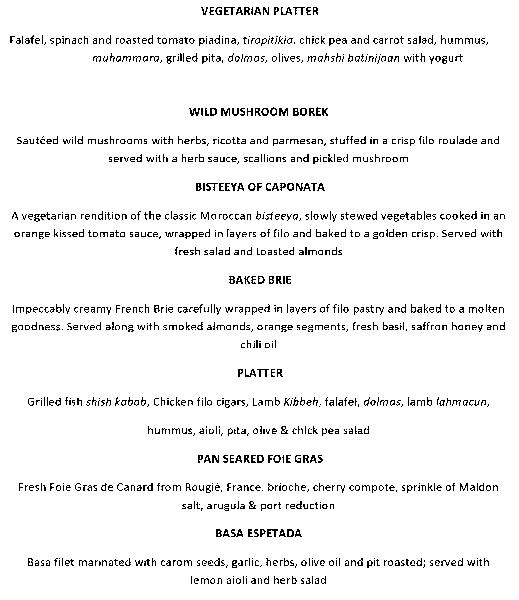 VEGETARIAN PLATTER
Falafel, spinach and roasted tomato piadina, tiropitikia, chick pea and carrot salad, hummus,
muhammara, grilled pita, dolmas, olives, mahshi batinijaan with yogurt
WILD MUSHROOM BOREK
Sautéed wild mushrooms with herbs, ricotta and parmesan, stuffed in a crisp filo roulade and
served with a herb sauce, scallions and pickled mushroom
BISTEEYA OF CAPONATA
A vegetarian rendition of the classic Moroccan bisteeya, slowly stewed vegetables cooked in an
orange kissed tomato sauce, wrapped in layers of filo and baked to a golden crisp. Served with
fresh salad and toasted almonds
BAKED BRIE
Impeccably creamy French Brie carefully wrapped in layers of filo pastry and baked to a molten
goodness. Served along with smoked almonds, orange segments, fresh basil, saffron honey and
chili oil
PLATTER
Grilled fish shish kabob, Chicken filo cigars, Lamb Kibbeh, falafel, dolmas, lamb lahmacun,
hummus, aioli, pita, olive & chick pea salad
PAN SEARED FOIE GRAS
Fresh Foie Gras de Canard from Rougié, France. brioche, cherry compote, sprinkle of Maldon
salt, arugula & port reduction
BASA ESPETADA
Basa filet marinated with carom seeds, garlic, herbs, olive oil and pit roasted; served with
lemon aioli and herb salad